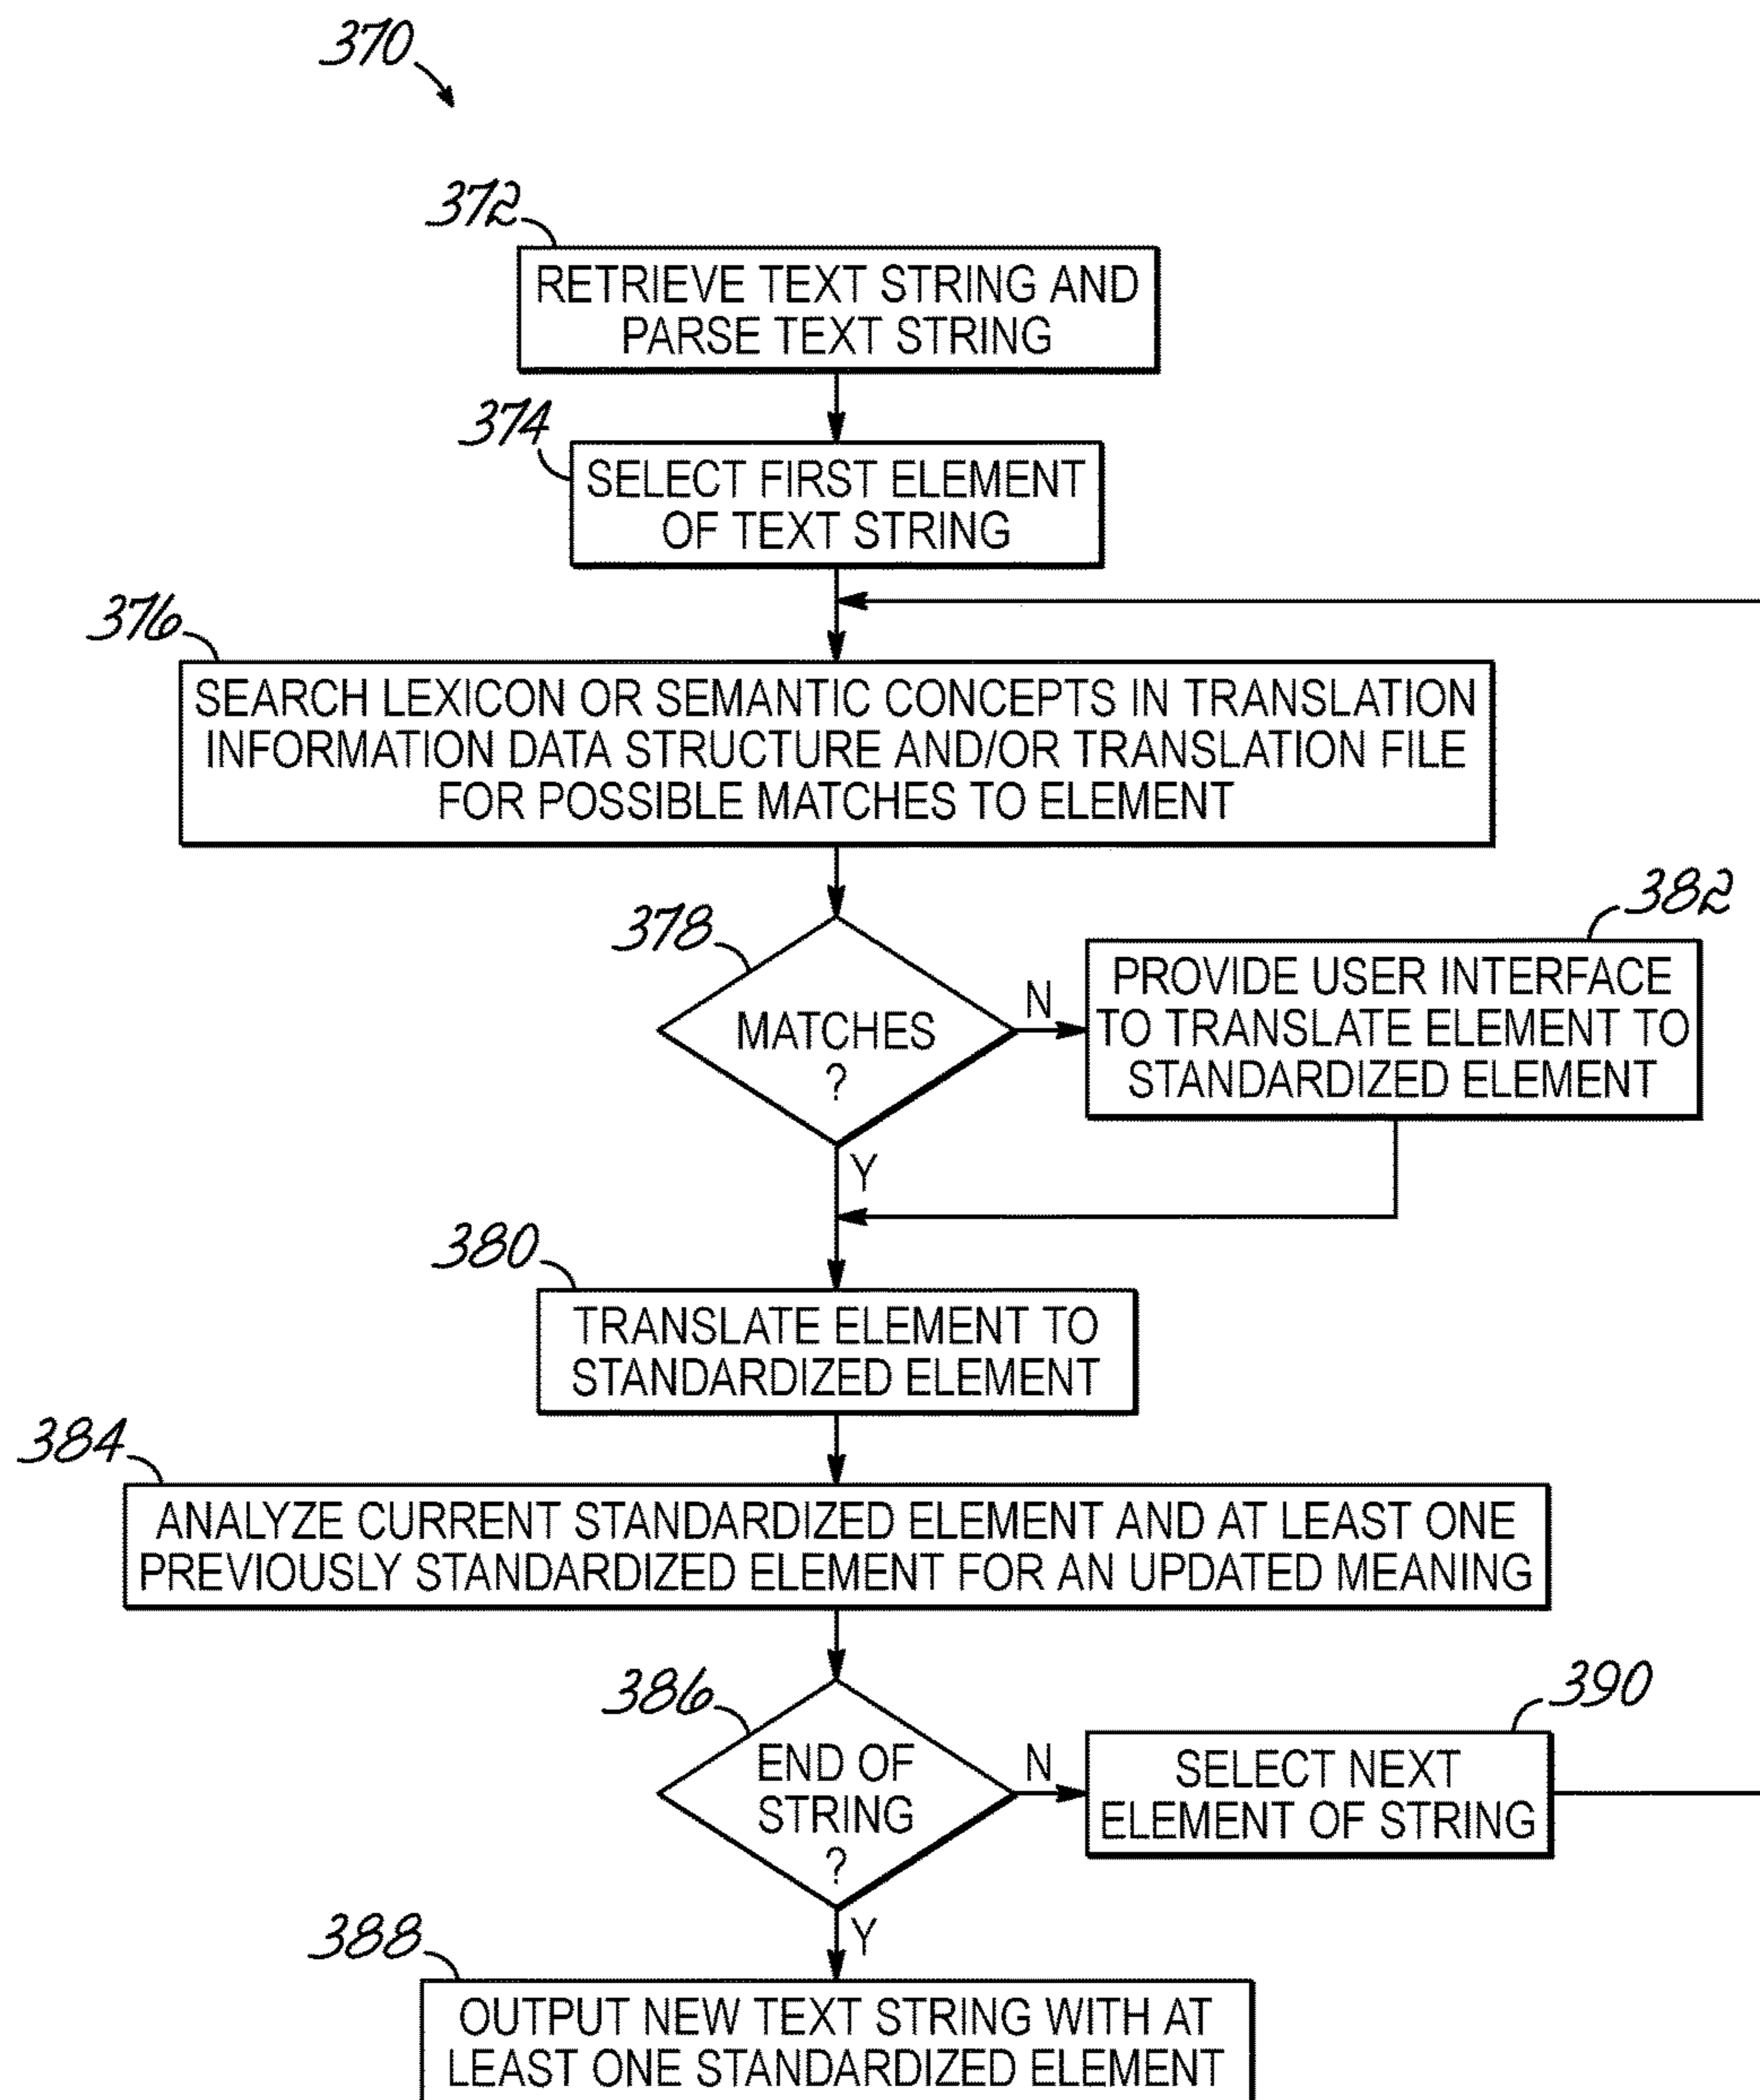 370
372
RETRIEVE TEXT STRING AND
PARSE TEXT STRING
374
SELECT FIRST ELEMENT
OF TEXT STRING
376
SEARCH LEXICON OR SEMANTIC CONCEPTS IN TRANSLATION
INFORMATION DATA STRUCTURE AND/OR TRANSLATION FILE
FOR POSSIBLE MATCHES TO ELEMENT
378
MATCHES
?
N
Y
382
PROVIDE USER INTERFACE
TO TRANSLATE ELEMENT TO
STANDARDIZED ELEMENT
380
TRANSLATE ELEMENT TO
STANDARDIZED ELEMENT
384
ANALYZE CURRENT STANDARDIZED ELEMENT AND AT LEAST ONE
PREVIOUSLY STANDARDIZED ELEMENT FOR AN UPDATED MEANING
386
END OF
STRING
?
N
Y
390
SELECT NEXT
ELEMENT OF STRING
388
OUTPUT NEW TEXT STRING WITH AT
LEAST ONE STANDARDIZED ELEMENT